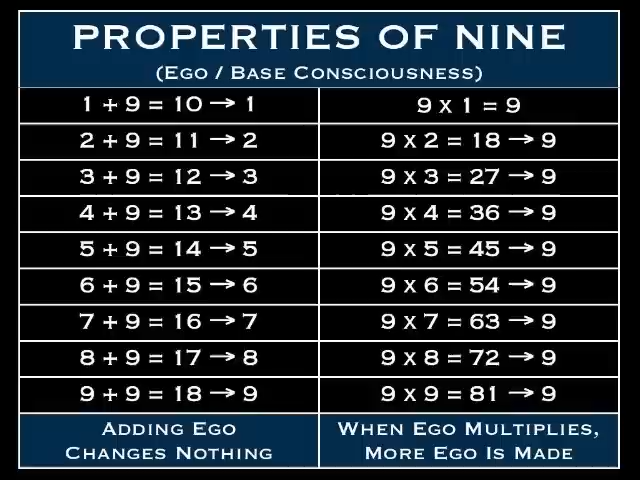 PROPERTIES OF NINE
(EGO / BASE CONSCIOUSNESS)
1 + 9 = 10 → 1
9 x 1 = 9
2 + 9 = 11 → 2
9 x 2 = 18 → 9
3 + 9 = 12 → 3
9 x 3 = 27 → 9
4 + 9 = 13 → 4
9 x 4 = 36 → 9
5 + 9 = 14 → 5
9 x 5 = 45 → 9
6 + 9 = 15 → 6
9 x 6 = 54 → 9
7 + 9 = 16 → 7
9 x 7 = 63 → 9
8 + 9 = 17 → 8
9 x 8 = 72 → 9
9 + 9 = 18 → 9
9 x 9 = 81 → 9
ADDING EGO
CHANGES NOTHING
WHEN EGO MULTIPLIES,
MORE EGO IS MADE